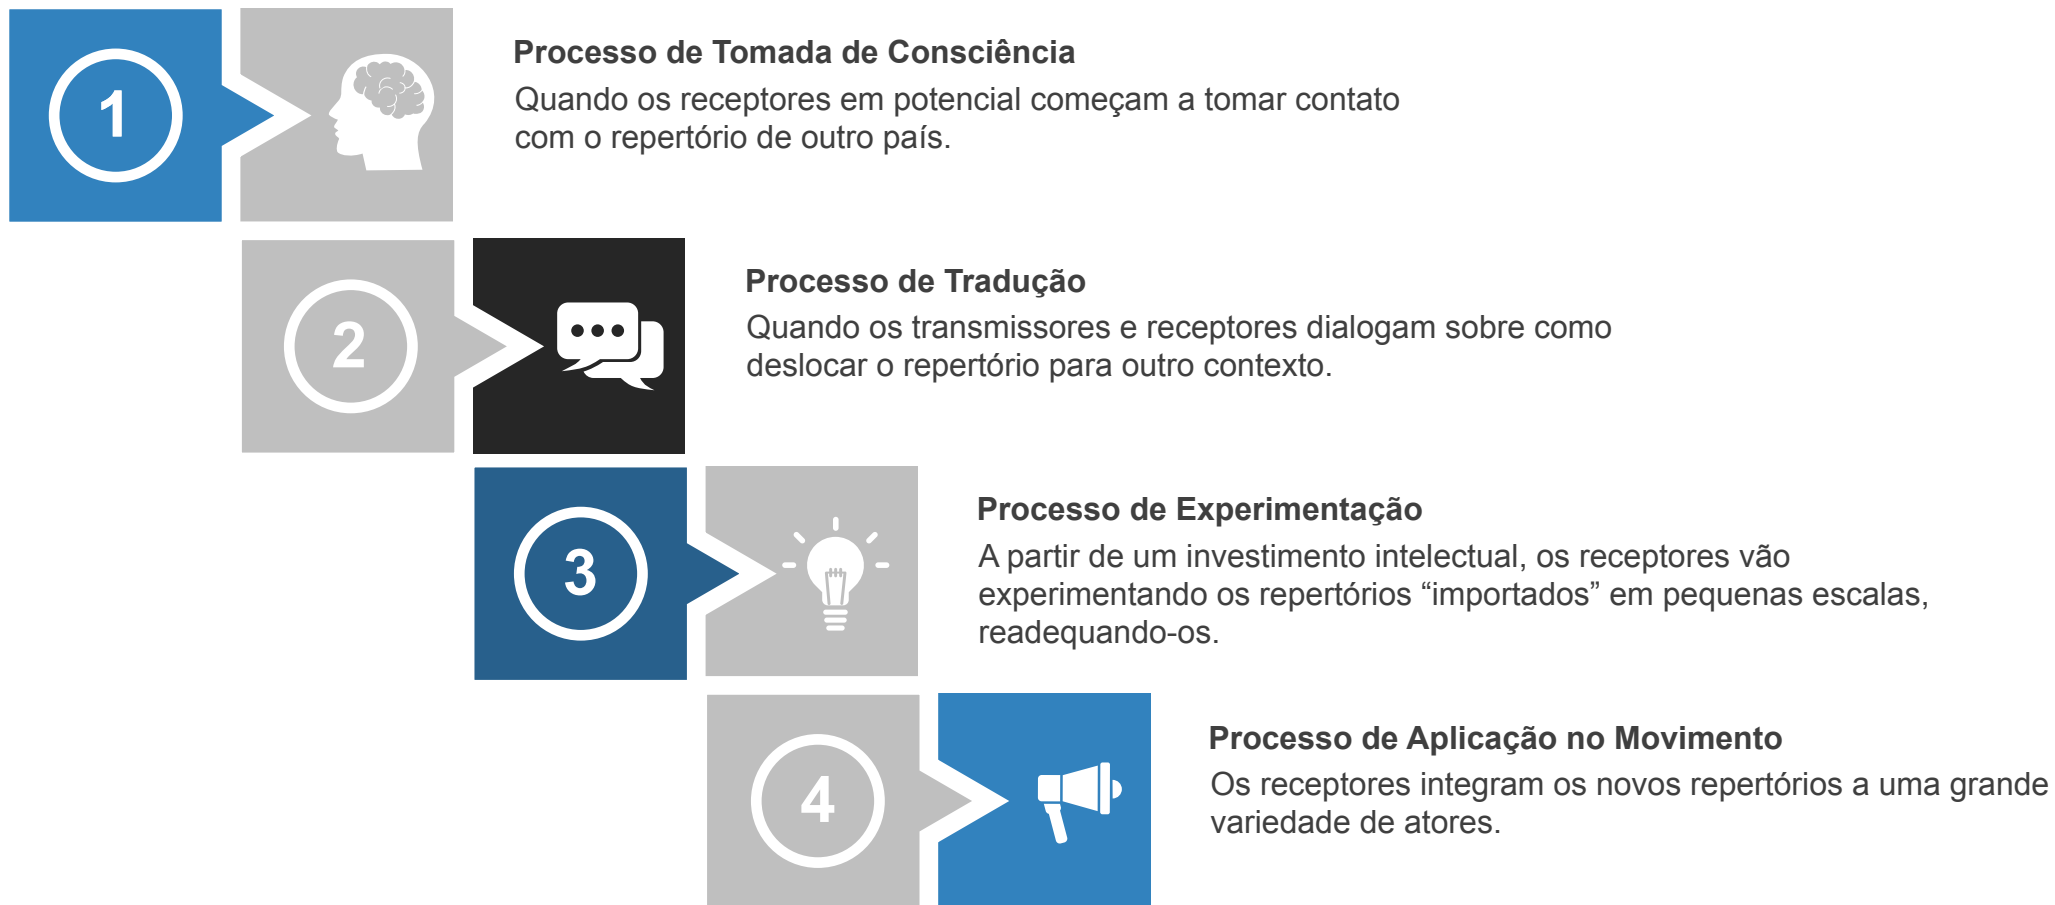 1
Processo de Tomada de Consciência
Quando os receptores em potencial começam a tomar contato
com o repertório de outro país.
2
Processo de Tradução
Quando os transmissores e receptores dialogam sobre como
deslocar o repertório para outro contexto.
3
Processo de Experimentação
A partir de um investimento intelectual, os receptores vão
experimentando os repertórios “importados” em pequenas escalas,
readequando-os.
4
Processo de Aplicação no Movimento
Os receptores integram os novos repertórios a uma grande
variedade de atores.